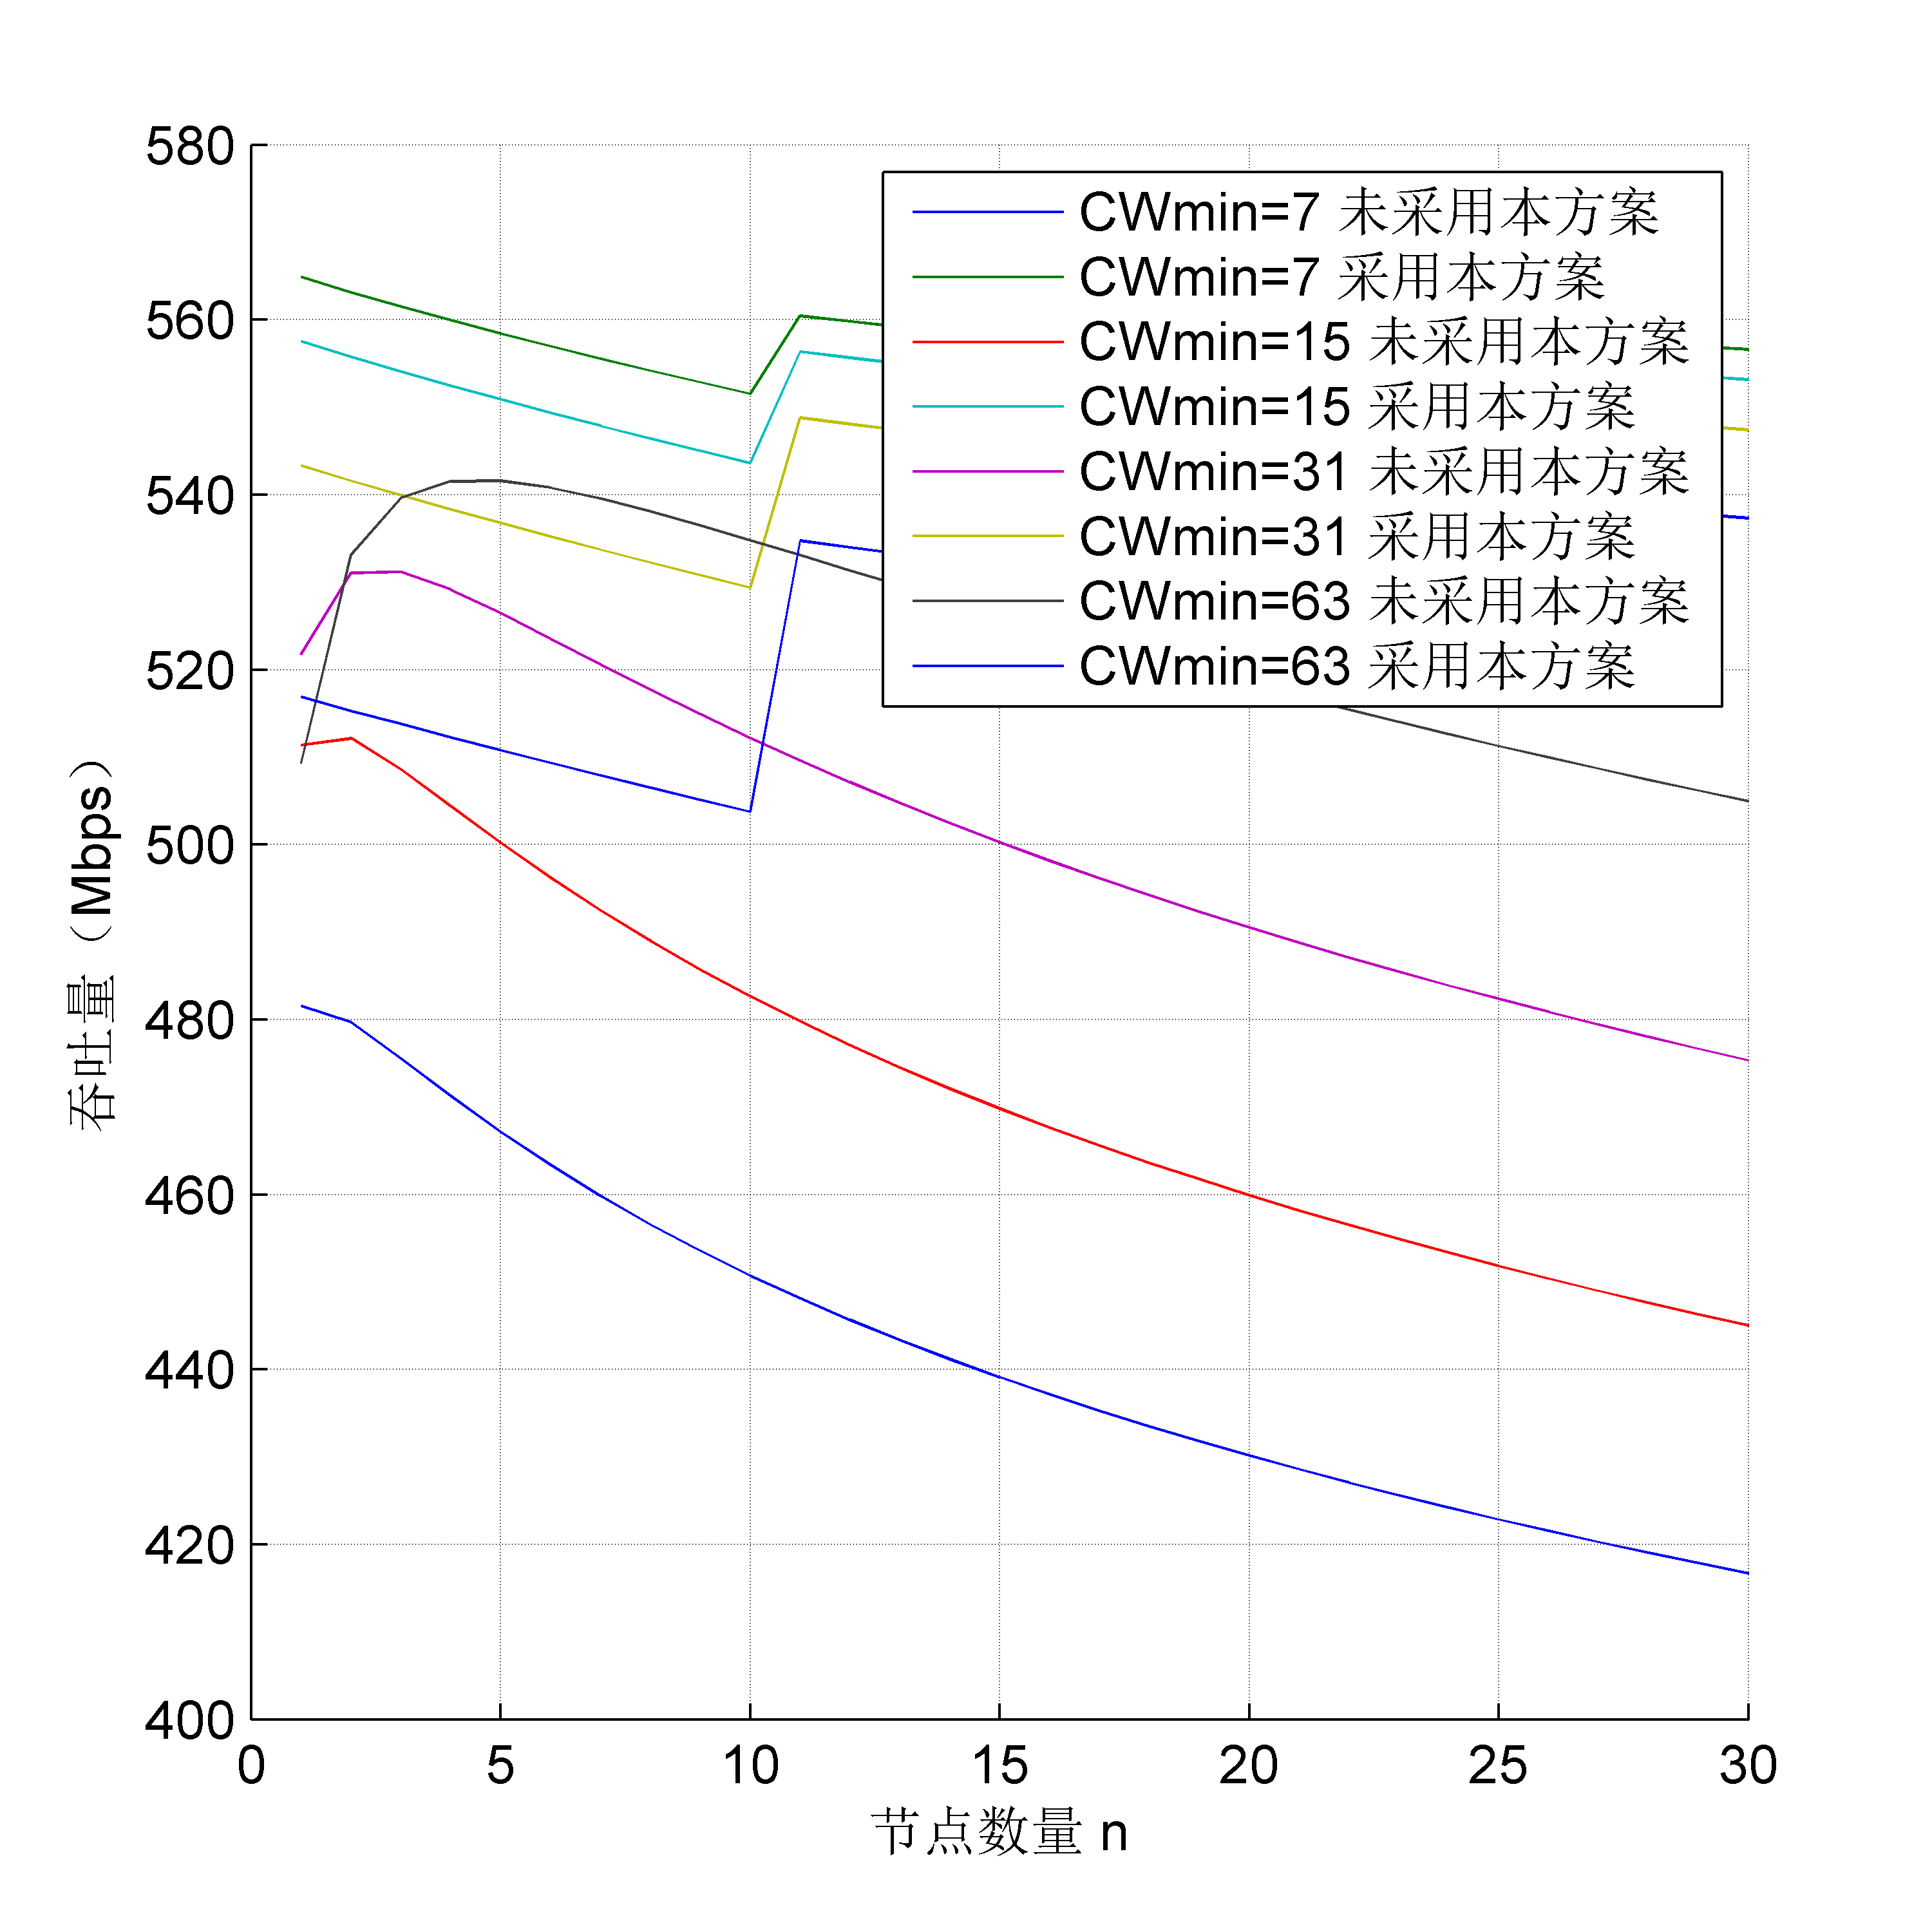 580
560
540
520
500
480
460
440
420
400
0
5
10
15
20
25
30
吞吐量（Mbps）
节点数量 n
CWmin=7 未采用本方案
CWmin=7 采用本方案
CWmin=15 未采用本方案
CWmin=15 采用本方案
CWmin=31 未采用本方案
CWmin=31 采用本方案
CWmin=63 未采用本方案
CWmin=63 采用本方案